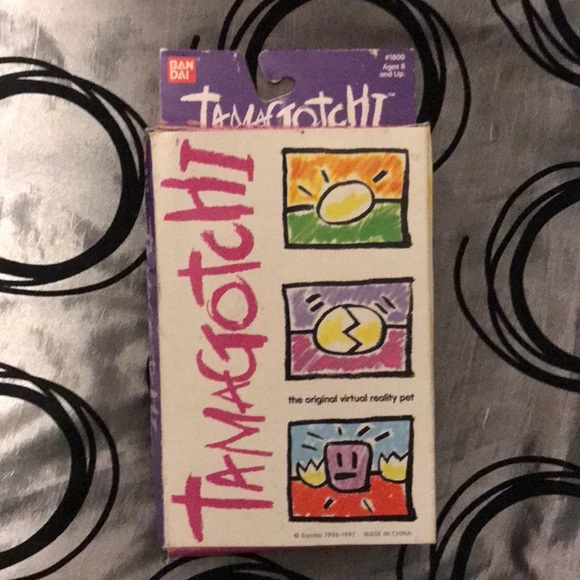 BAN
DAI
#1800
Ages 8
and Up.
TAMAGOTCHI™
TAMAGOTCHI
the original virtual reality pet
© BANDAI 1996-1997 MADE IN CHINA